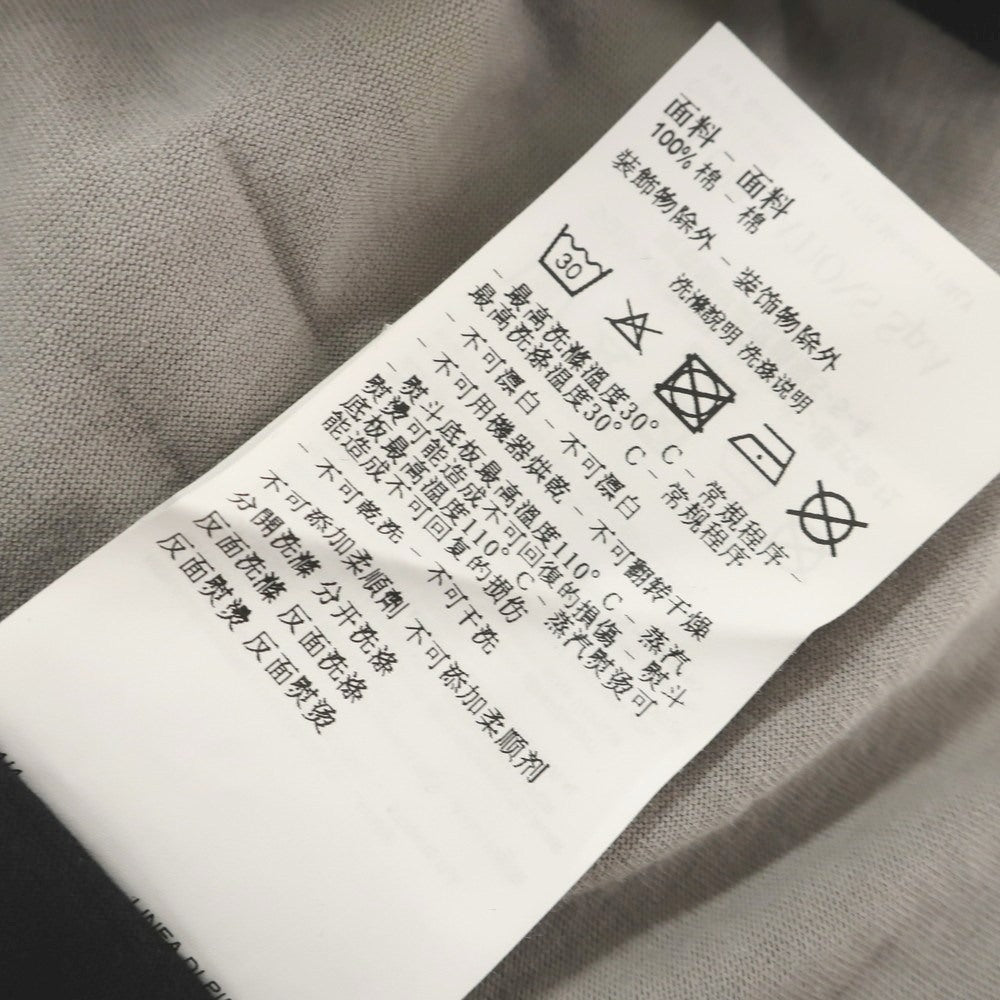 面料 - 面料
100% 棉 - 棉
装飾物除外 - 装饰物除外
洗滌說明 洗涤说明
30
- 最高洗滌溫度30° C - 常規程序
最高洗涤温度30° C - 常规程序 -
- 不可漂白 - 不可漂白
- 不可用機器烘乾 - 不可翻转干燥
- 熨斗底板最高溫度110° C - 蒸汽
熨燙可能造成不可回復的損傷 - 熨斗
底板最高温度110° C - 蒸汽熨烫可
能造成不可回复的损伤
- 不可乾洗 - 不可干洗
不可添加柔順劑 不可添加柔顺剂
分開洗滌 分开洗涤
反面洗滌 反面洗涤
反面熨燙 反面熨烫
LINEA DI